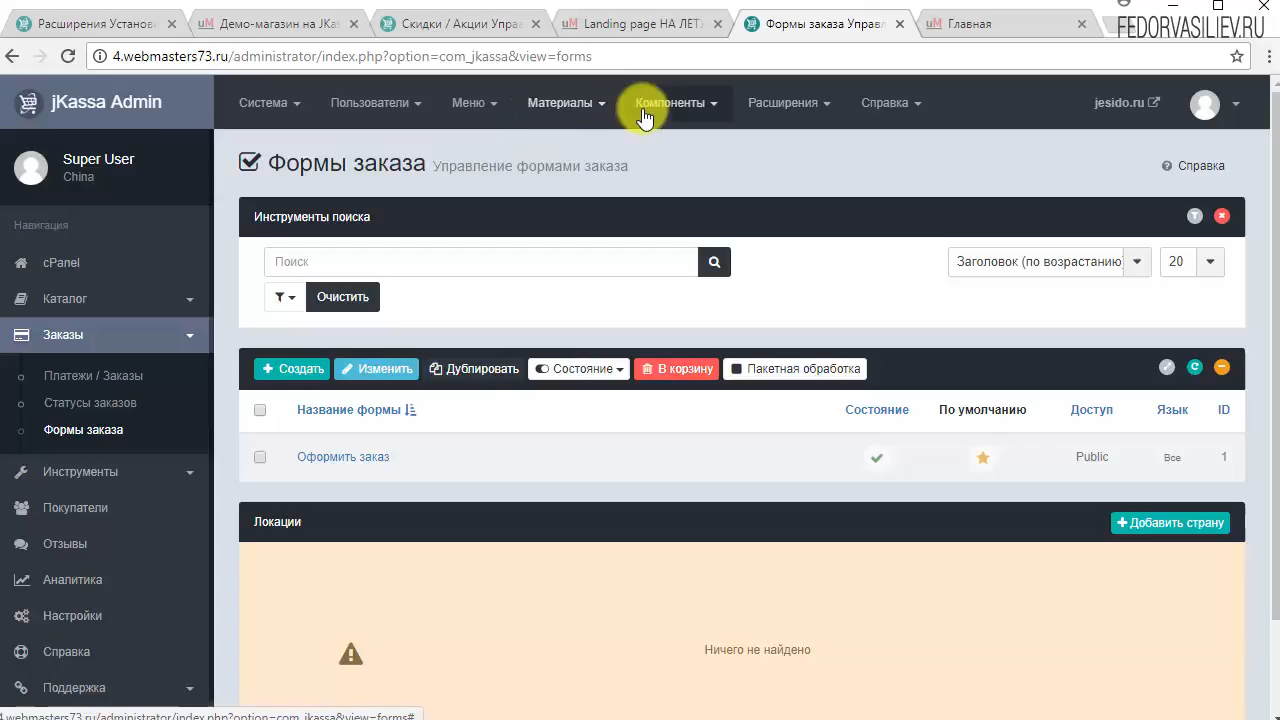 Расширения Установ
Демо-магазин на JKas
Скидки / Акции Управ
Landing page НА ЛЕТУ
Формы заказа Управл
Главная
FEDORVASILIEV.RU
4.webmasters73.ru/administrator/index.php?option=com_jkassa&view=forms
jKassa Admin
Система
Пользователи
Меню
Материалы
Компоненты
Расширения
Справка
jesido.ru
Super User
China
Навигация
cPanel
Каталог
Заказы
Платежи / Заказы
Статусы заказов
Формы заказа
Инструменты
Покупатели
Отзывы
Аналитика
Настройки
Справка
Поддержка
Формы заказа Управление формами заказа
Справка
Инструменты поиска
Поиск
Заголовок (по возрастанию)
20
Очистить
Создать
Изменить
Дублировать
Состояние
В корзину
Пакетная обработка
Название формы
Состояние
По умолчанию
Доступ
Язык
ID
Оформить заказ
Public
Все
1
Локации
Добавить страну
Ничего не найдено
4.webmasters73.ru/administrator/index.php?option=com_jkassa&view=forms#